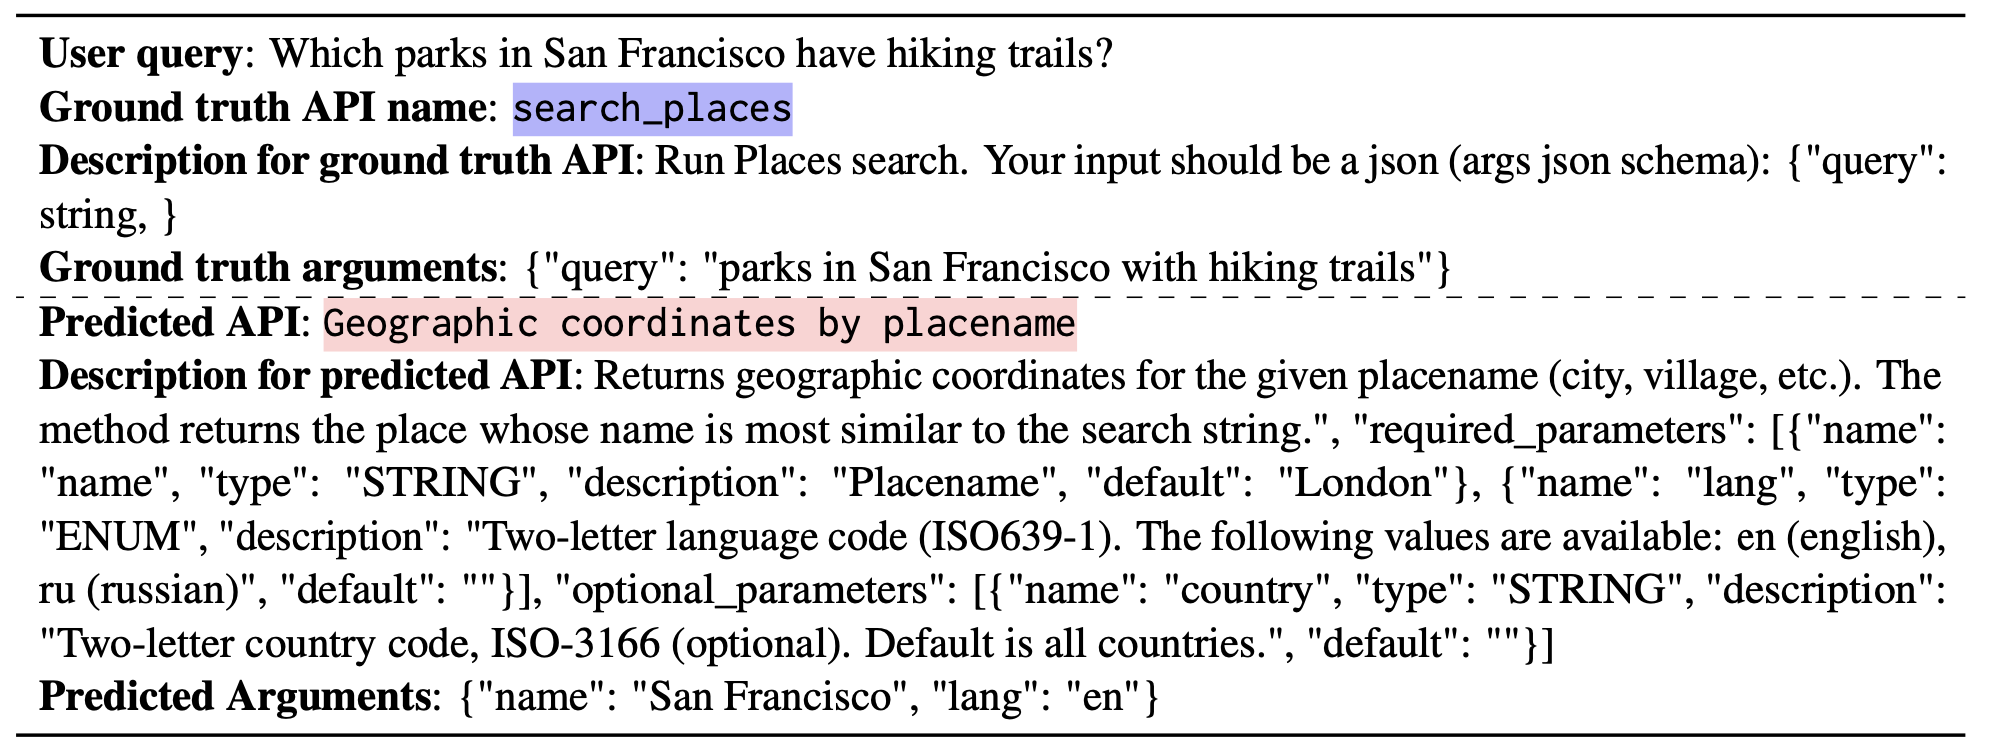 User query: Which parks in San Francisco have hiking trails?
Ground truth API name: search_places
Description for ground truth API: Run Places search. Your input should be a json (args json schema): {"query":
string, }
Ground truth arguments: {"query": "parks in San Francisco with hiking trails"}
Predicted API: Geographic coordinates by placename
Description for predicted API: Returns geographic coordinates for the given placename (city, village, etc.). The
method returns the place whose name is most similar to the search string.", "required_parameters": [{"name":
"name", "type": "STRING", "description": "Placename", "default": "London"}, {"name": "lang", "type":
"ENUM", "description": "Two-letter language code (ISO639-1). The following values are available: en (english),
ru (russian)", "default": ""}], "optional_parameters": [{"name": "country", "type": "STRING", "description":
"Two-letter country code, ISO-3166 (optional). Default is all countries.", "default": ""}]
Predicted Arguments: {"name": "San Francisco", "lang": "en"}